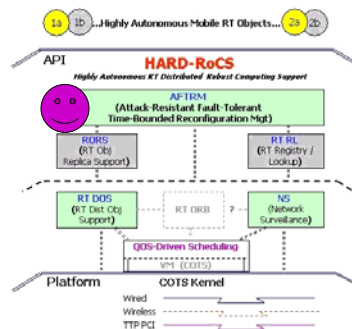 1a 1b ...Highly Autonomous Mobile RT Objects... 2a 2b
API
HARD-RoCS
Highly Autonomous RT Distributed Robust Computing Support
AFTRM
(Attack-Resistant Fault-Tolerant
Time-Bounded Reconfiguration Mgt)
RORS
(RT Obj
Replica Support)
RT RL
(RT Registry /
Lookup)
RT DOS
(RT Dist Obj
Support)
RT ORB
?
NS
(Network
Surveillance)
QOS-Driven Scheduling
VM (COTS)
Platform
COTS Kernel
Wired
Wireless
TTP PCI